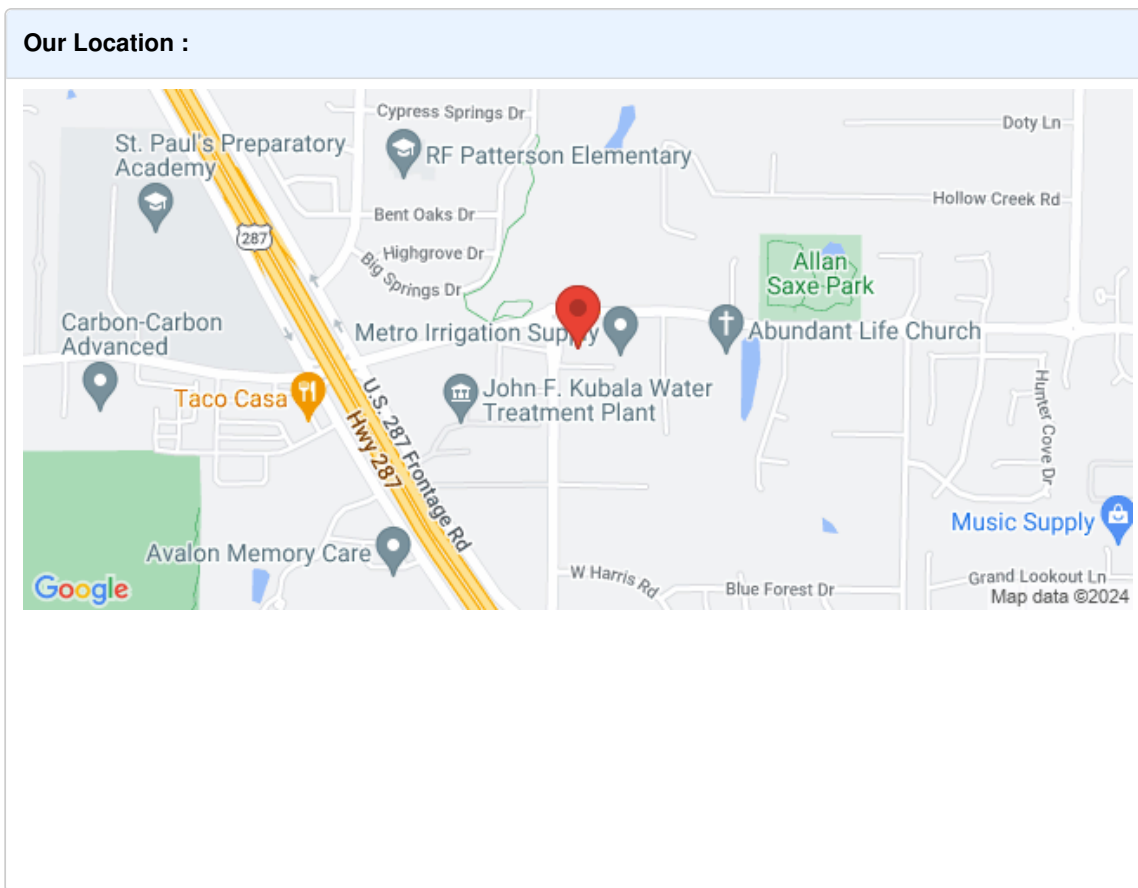 Our Location :
Cypress Springs Dr
Doty Ln
St. Paul's Preparatory
Academy
RF Patterson Elementary
Hollow Creek Rd
Bent Oaks Dr
287
Highgrove Dr
Big Springs Dr
Allan
Saxe Park
Carbon-Carbon
Advanced
Metro Irrigation Supply
Abundant Life Church
Taco Casa
John F. Kubala Water
Treatment Plant
U.S. 287 Frontage Rd
Hwy 287
Hunter Cove Dr
Music Supply
Avalon Memory Care
W Harris Rd
Blue Forest Dr
Grand Lookout Ln
Google
Map data ©2024